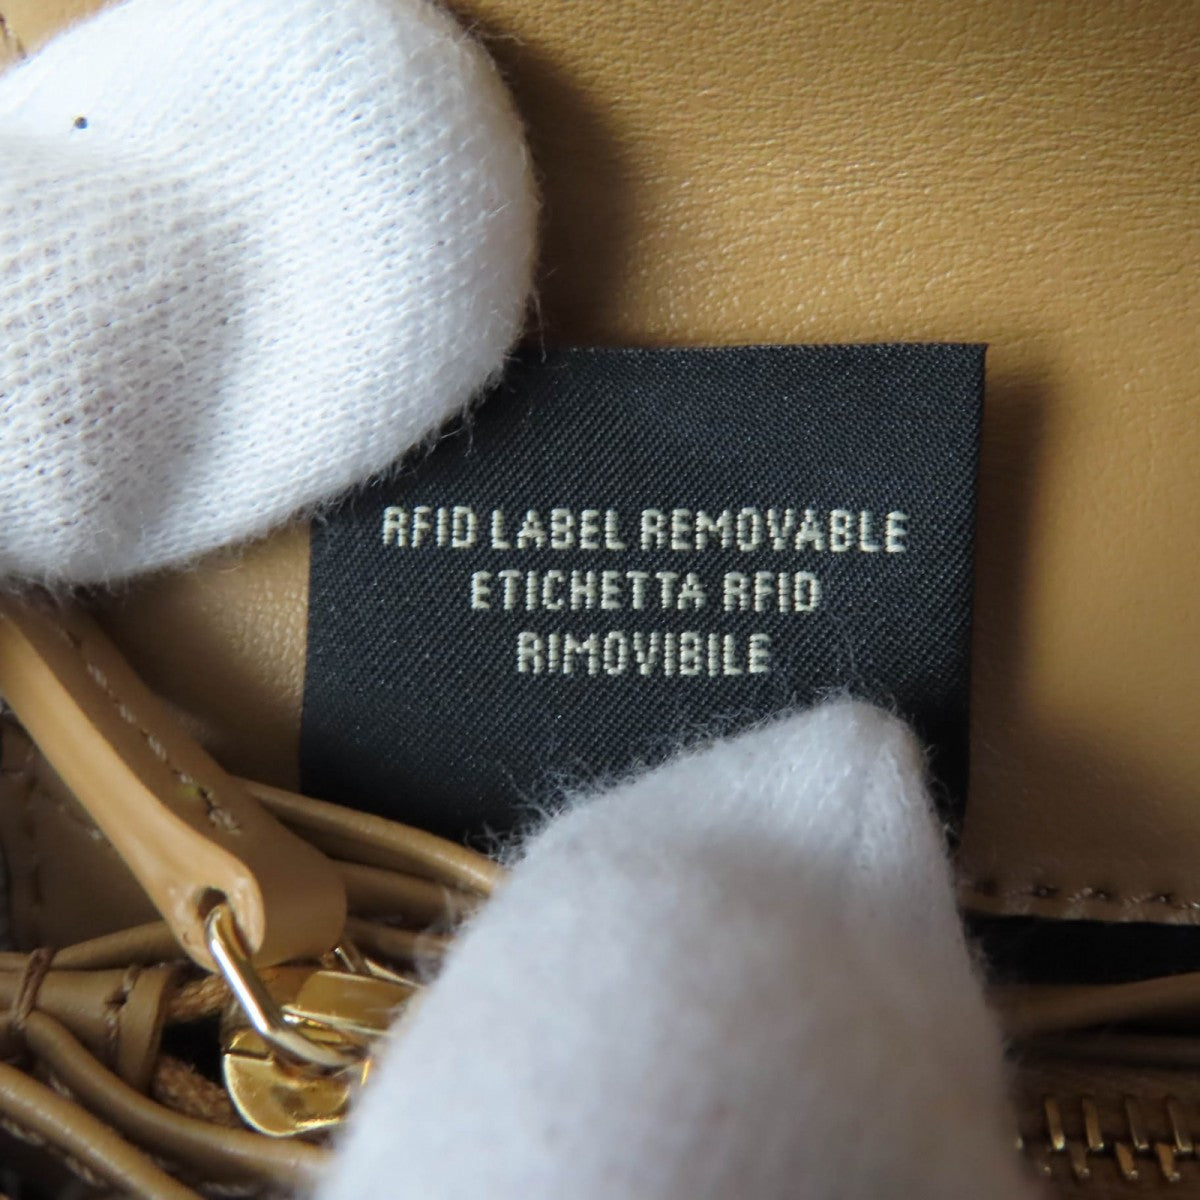 RFID LABEL REMOVABLE
ETICHETTA RFID
RIMOVIBILE